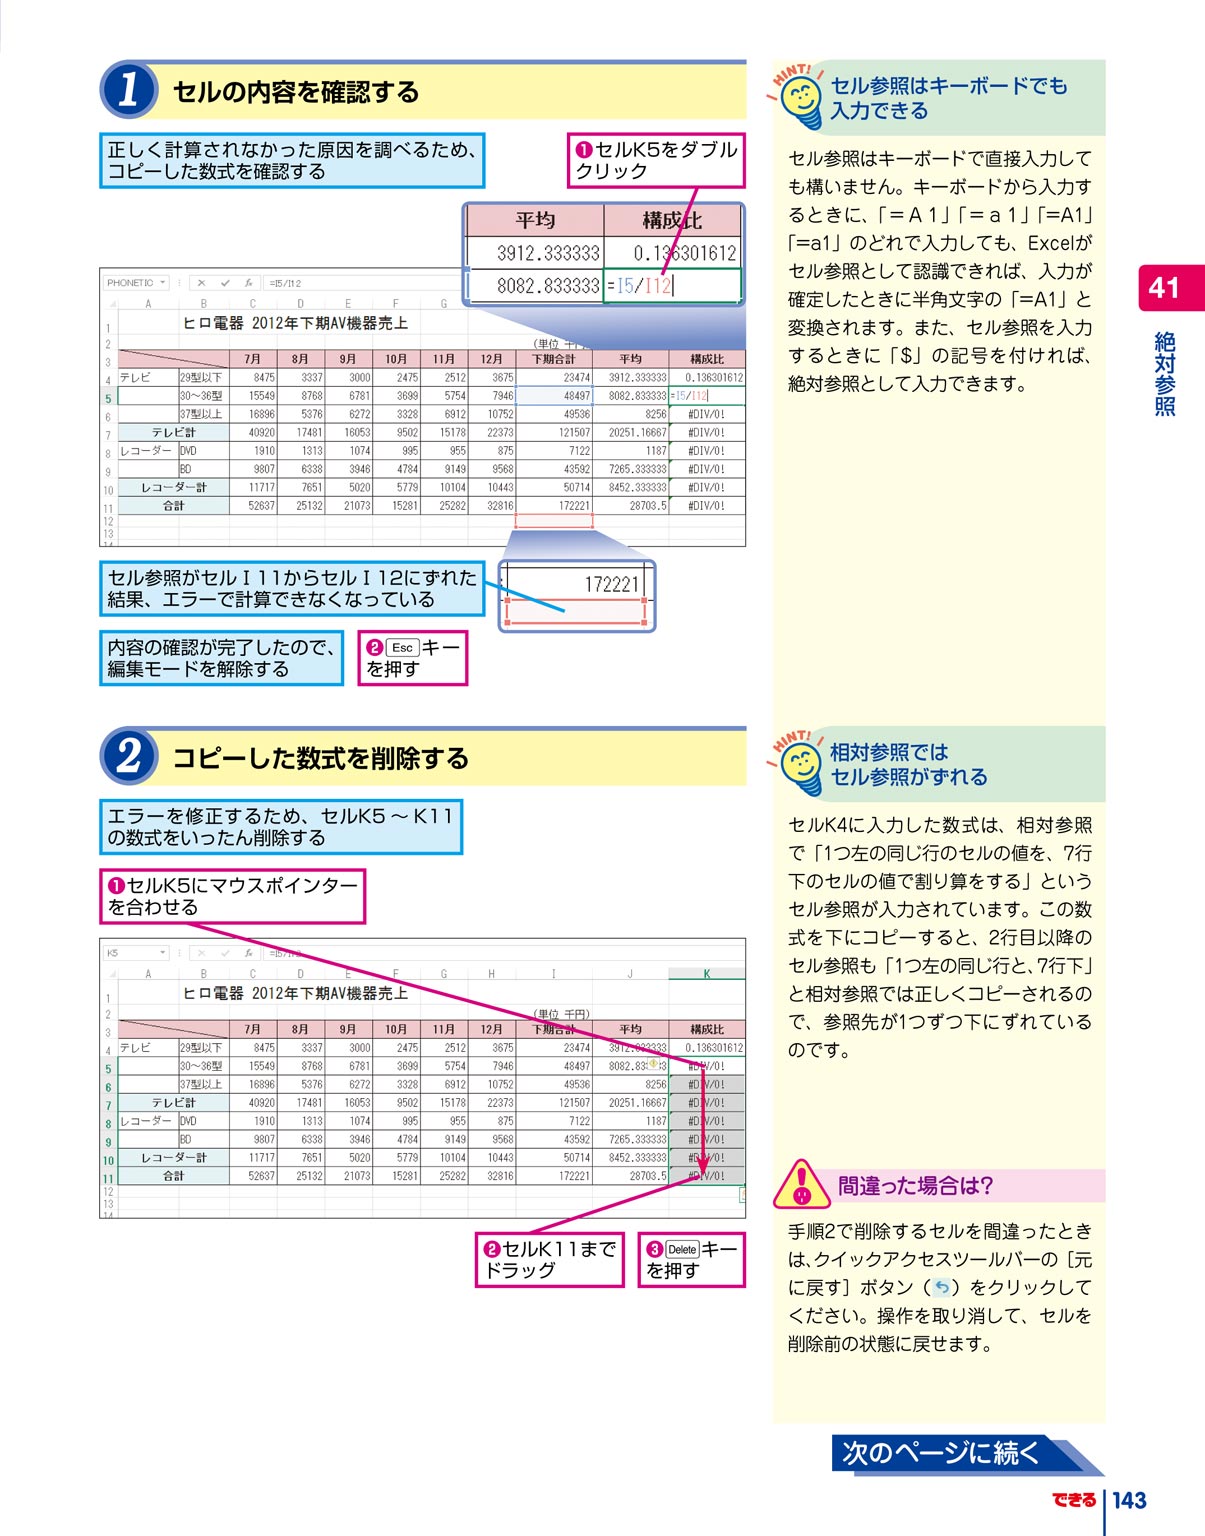 1 セルの内容を確認する
正しく計算されなかった原因を調べるため、
コピーした数式を確認する
❶セルK5をダブル
クリック
平均 構成比
3912.333333 0.136301612
8082.833333 =I5/I12
PHONETIC =I5/I12
A B C D E F
1 ヒロ電器 2012年下期AV機器売上
2 (単位 千円)
3 7月 8月 9月 10月 11月 12月 下期合計 平均 構成比
4 テレビ 29型以下 8475 3337 3000 2475 2512 3675 23474 3912.333333 0.136301612
5 30～36型 15549 8768 6781 3699 5754 7946 48497 8082.833333 =I5/I12
6 37型以上 16896 5376 6272 3328 6912 10752 49536 8256 #DIV/0!
7 テレビ計 40920 17481 16053 9502 15178 22373 121507 20251.16667 #DIV/0!
8 レコーダー DVD 1910 1313 1074 995 955 875 7122 1187 #DIV/0!
9 BD 9807 6338 3946 4784 9149 9568 43592 7265.333333 #DIV/0!
10 レコーダー計 11717 7651 5020 5779 10104 10443 50714 8452.333333 #DIV/0!
11 合計 52637 25132 21073 15281 25282 32816 172221 28703.5 #DIV/0!
12
13
14
セル参照がセルＩ11からセルＩ12にずれた
結果、エラーで計算できなくなっている
172221
内容の確認が完了したので、
編集モードを解除する
❷Escキー
を押す
2 コピーした数式を削除する
エラーを修正するため、セルK5～K11
の数式をいったん削除する
❶セルK5にマウスポインター
を合わせる
K5 =I5/I12
A B C D E F G H I J K
1 ヒロ電器 2012年下期AV機器売上
2 (単位 千円)
3 7月 8月 9月 10月 11月 12月 下期合計 平均 構成比
4 テレビ 29型以下 8475 3337 3000 2475 2512 3675 23474 3912.333333 0.136301612
5 30～36型 15549 8768 6781 3699 5754 7946 48497 8082.83 3 #DIV/0!
6 37型以上 16896 5376 6272 3328 6912 10752 49536 8256 #DIV/0!
7 テレビ計 40920 17481 16053 9502 15178 22373 121507 20251.16667 #DIV/0!
8 レコーダー DVD 1910 1313 1074 995 955 875 7122 1187 #DIV/0!
9 BD 9807 6338 3946 4784 9149 9568 43592 7265.333333 #DIV/0!
10 レコーダー計 11717 7651 5020 5779 10104 10443 50714 8452.333333 #DIV/0!
11 合計 52637 25132 21073 15281 25282 32816 172221 28703.5 #DIV/0!
12
13
14
❷セルK11まで
ドラッグ
❸Deleteキー
を押す
HINT!
セル参照はキーボードでも
入力できる
セル参照はキーボードで直接入力して
も構いません。キーボードから入力す
るときに、「＝Ａ１」「＝ａ１」「=A1」
「=a1」のどれで入力しても、Excelが
セル参照として認識できれば、入力が
確定したときに半角文字の「=A1」と
変換されます。また、セル参照を入力
するときに「$」の記号を付ければ、
絶対参照として入力できます。
HINT!
相対参照では
セル参照がずれる
セルK4に入力した数式は、相対参照
で「1つ左の同じ行のセルの値を、7行
下のセルの値で割り算をする」という
セル参照が入力されています。この数
式を下にコピーすると、2行目以降の
セル参照も「1つ左の同じ行と、7行下」
と相対参照では正しくコピーされるの
で、参照先が1つずつ下にずれている
のです。
間違った場合は?
手順2で削除するセルを間違ったとき
は、クイックアクセスツールバーの［元
に戻す］ボタン（）をクリックして
ください。操作を取り消して、セルを
削除前の状態に戻せます。
41
絶対参照
次のページに続く
できる 143